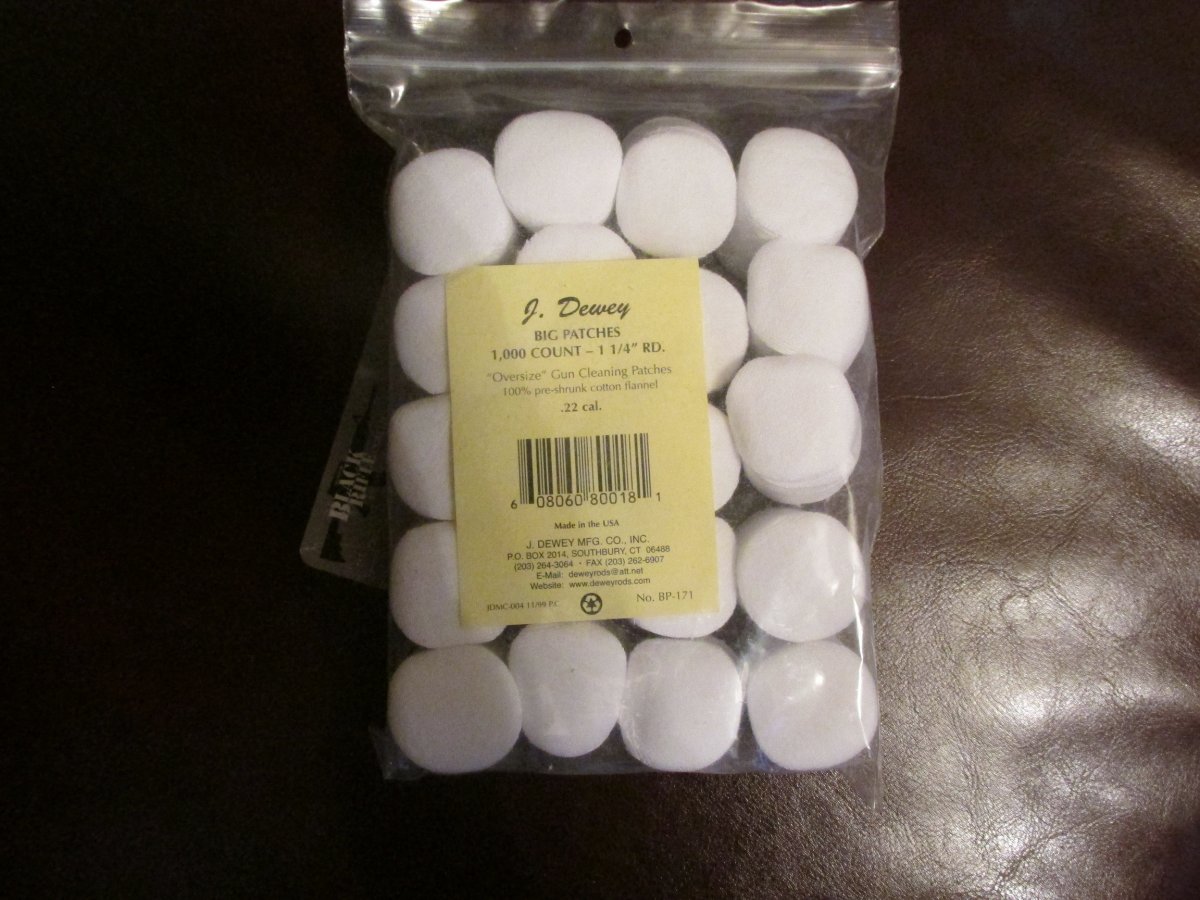 J. Dewey
BIG PATCHES
1,000 COUNT – 1 1/4" RD.
"Oversize" Gun Cleaning Patches
100% pre-shrunk cotton flannel
.22 cal.
6 08060 80018 1
Made in the USA
J. DEWEY MFG. CO., INC.
P.O. BOX 2014, SOUTHBURY, CT 06488
(203) 264-3064 • FAX (203) 262-6907
E-Mail: deweyrods@att.net
Website: www.deweyrods.com
JDMC-004 11/99 P.C
No. BP-171
BLACK